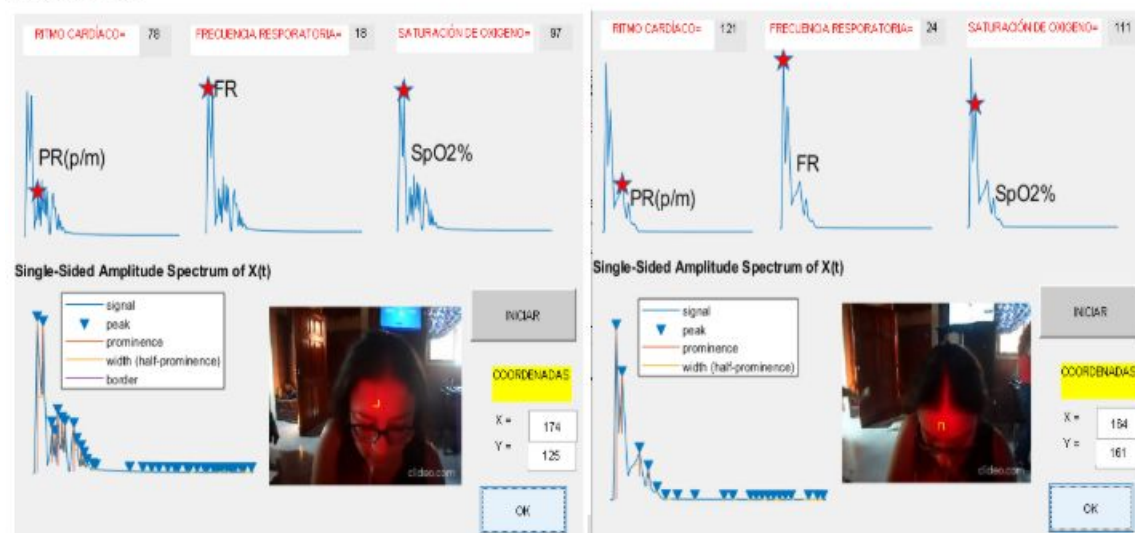 RITMO CARDÍACO= 78 FRECUENCIA RESPORATORIA= 18 SATURACIÓN DE OXIGENO= 97
FR
PR(p/m)
SpO2%
Single-Sided Amplitude Spectrum of X(t)
signal
peak
prominence
width (half-prominence)
border
clideo.com
INICIAR
COORDENADAS
X = 174
Y = 125
OK
RITMO CARDÍACO= 121 FRECUENCIA RESPORATORIA= 24 SATURACIÓN DE OXIGENO= 111
FR
PR(p/m)
SpO2%
Single-Sided Amplitude Spectrum of X(t)
signal
peak
prominence
width (half-prominence)
clideo.com
INICIAR
COORDENADAS
X = 164
Y = 161
OK